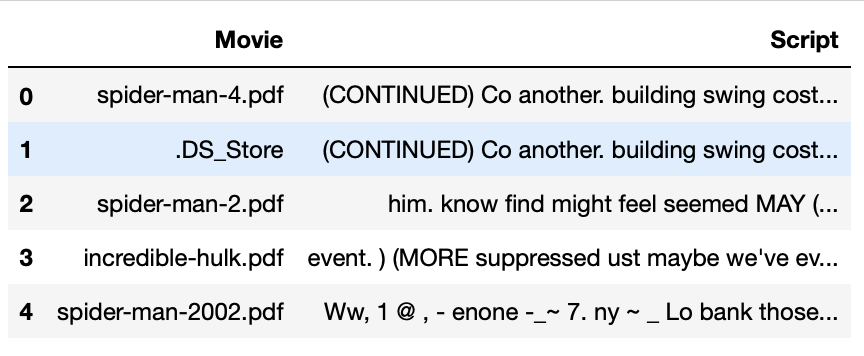 Movie Script
0 spider-man-4.pdf (CONTINUED) Co another. building swing cost...
1 .DS_Store (CONTINUED) Co another. building swing cost...
2 spider-man-2.pdf him. know find might feel seemed MAY (...
3 incredible-hulk.pdf event. ) (MORE suppressed ust maybe we've ev...
4 spider-man-2002.pdf Ww, 1 @ , - enone -_~ 7. ny ~ _ Lo bank those...